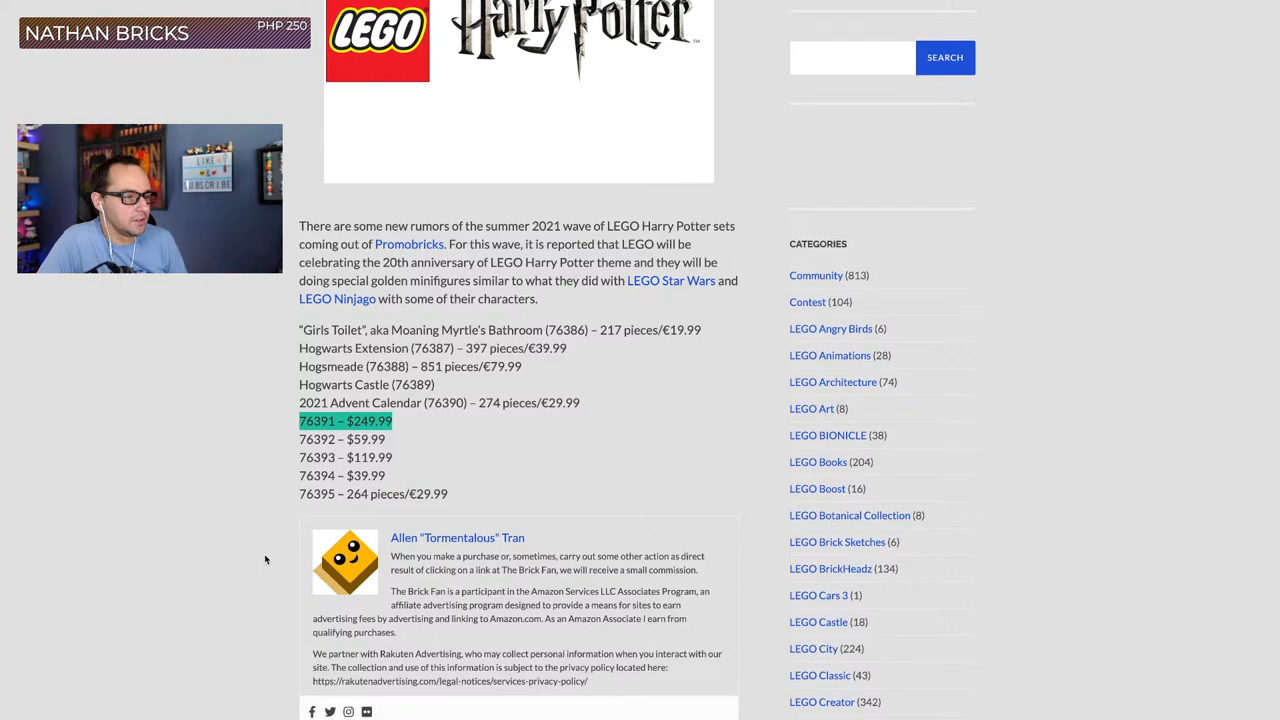 NATHAN BRICKS
PHP 250
LEGO
Harry Potter
™
LIKE
&
SUBSCRIBE
SEARCH
There are some new rumors of the summer 2021 wave of LEGO Harry Potter sets
coming out of Promobricks. For this wave, it is reported that LEGO will be
celebrating the 20th anniversary of LEGO Harry Potter theme and they will be
doing special golden minifigures similar to what they did with LEGO Star Wars and
LEGO Ninjago with some of their characters.
“Girls Toilet”, aka Moaning Myrtle’s Bathroom (76386) – 217 pieces/€19.99
Hogwarts Extension (76387) – 397 pieces/€39.99
Hogsmeade (76388) – 851 pieces/€79.99
Hogwarts Castle (76389)
2021 Advent Calendar (76390) – 274 pieces/€29.99
76391 – $249.99
76392 – $59.99
76393 – $119.99
76394 – $39.99
76395 – 264 pieces/€29.99
Allen "Tormentalous" Tran
When you make a purchase or, sometimes, carry out some other action as direct
result of clicking on a link at The Brick Fan, we will receive a small commission.
The Brick Fan is a participant in the Amazon Services LLC Associates Program, an
affiliate advertising program designed to provide a means for sites to earn
advertising fees by advertising and linking to Amazon.com. As an Amazon Associate I earn from
qualifying purchases.
We partner with Rakuten Advertising, who may collect personal information when you interact with our
site. The collection and use of this information is subject to the privacy policy located here:
https://rakutenadvertising.com/legal-notices/services-privacy-policy/
CATEGORIES
Community (813)
Contest (104)
LEGO Angry Birds (6)
LEGO Animations (28)
LEGO Architecture (74)
LEGO Art (8)
LEGO BIONICLE (38)
LEGO Books (204)
LEGO Boost (16)
LEGO Botanical Collection (8)
LEGO Brick Sketches (6)
LEGO BrickHeadz (134)
LEGO Cars 3 (1)
LEGO Castle (18)
LEGO City (224)
LEGO Classic (43)
LEGO Creator (342)